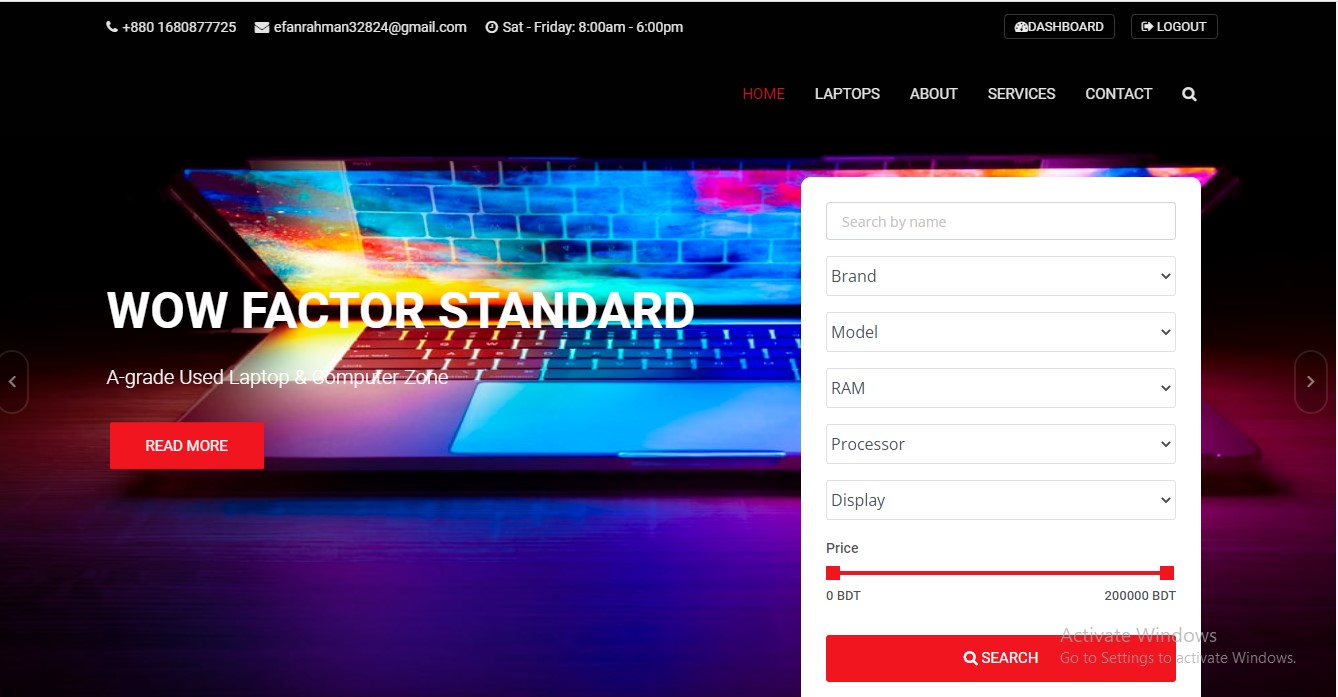 +880 1680877725 efanrahman32824@gmail.com Sat - Friday: 8:00am - 6:00pm DASHBOARD LOGOUT
HOME LAPTOPS ABOUT SERVICES CONTACT
Search by name
Brand
Model
WOW FACTOR STANDARD
A-grade Used Laptop & Computer Zone
READ MORE
RAM
Processor
Display
Price
0 BDT 200000 BDT
SEARCH
Activate Windows
Go to Settings to activate Windows.